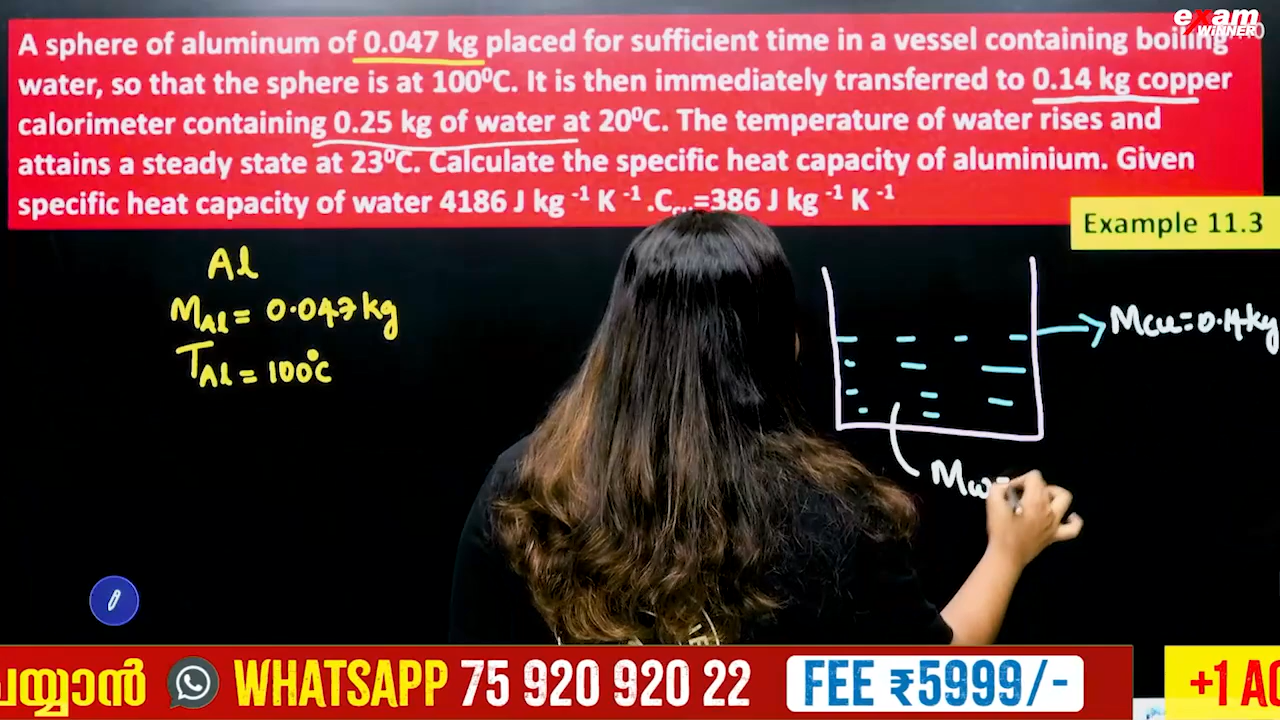 exam
WINNER
A sphere of aluminum of 0.047 kg placed for sufficient time in a vessel containing boiling
water, so that the sphere is at 100⁰C. It is then immediately transferred to 0.14 kg copper
calorimeter containing 0.25 kg of water at 20⁰C. The temperature of water rises and
attains a steady state at 23⁰C. Calculate the specific heat capacity of aluminium. Given
specific heat capacity of water 4186 J kg ⁻¹ K ⁻¹ .C =386 J kg ⁻¹ K ⁻¹
Example 11.3
Al
M_Al = 0.047 kg
T_Al = 100°C
M_Cu = 0.14 kg
M_w =
WHATSAPP 75 920 920 22
FEE ₹5999/-
+1